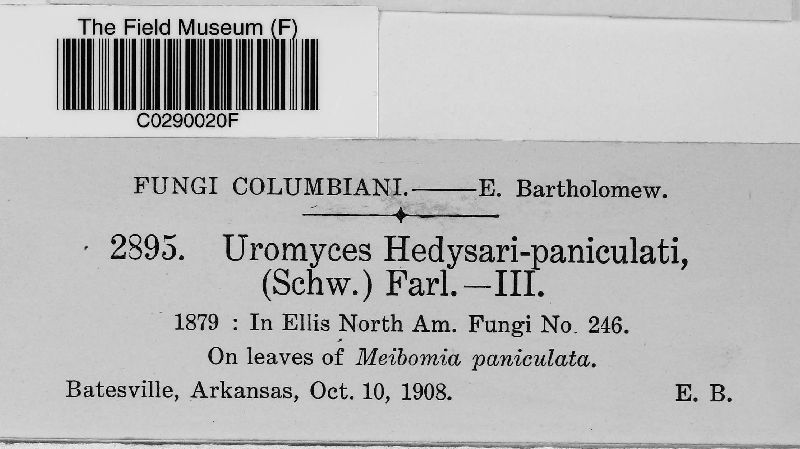 The Field Museum (F)
C0290020F
FUNGI COLUMBIANI.——E. Bartholomew.
2895. Uromyces Hedysari-paniculati,
(Schw.) Farl.—III.
1879 : In Ellis North Am. Fungi No. 246.
On leaves of Meibomia paniculata.
Batesville, Arkansas, Oct. 10, 1908. E. B.